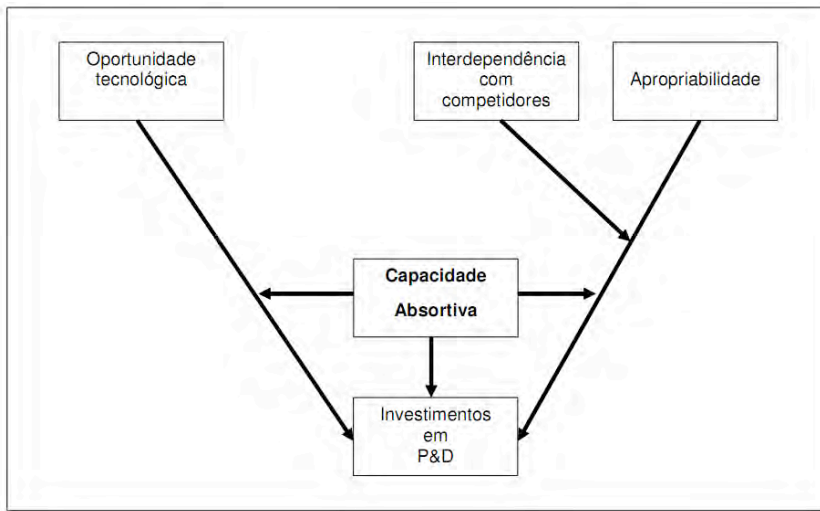 Oportunidade
tecnológica
Interdependência
com
competidores
Apropriabilidade
Capacidade
Absortiva
Investimentos
em
P&D